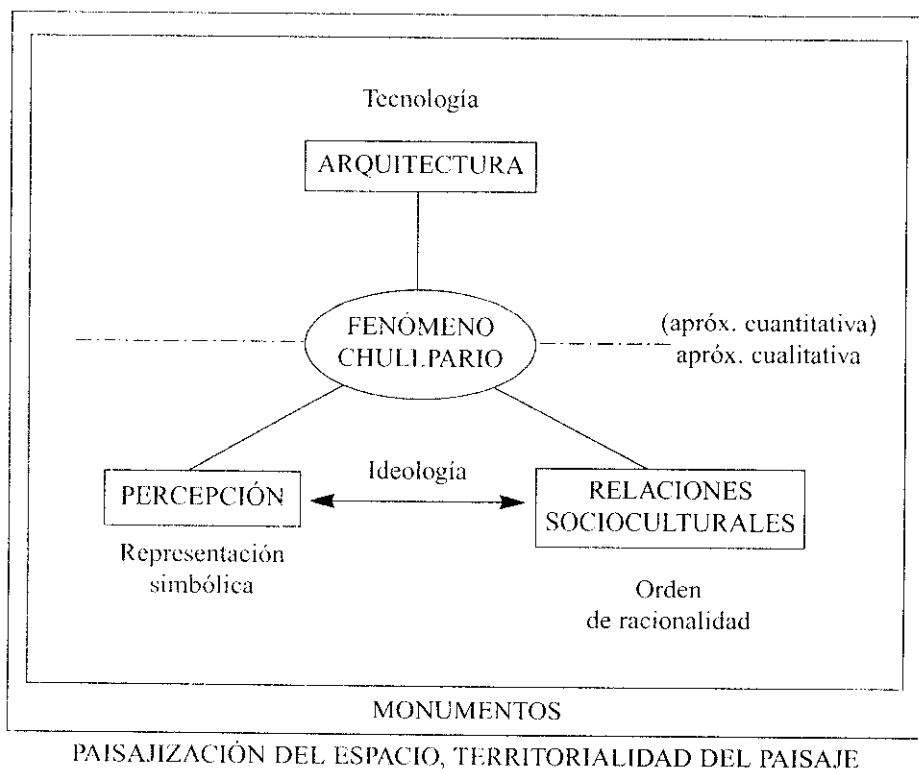 Tecnología
ARQUITECTURA
FENÓMENO
CHULLPARIO
(apróx. cuantitativa)
apróx. cualitativa
PERCEPCIÓN
Ideología
RELACIONES
SOCIOCULTURALES
Representación
simbólica
Orden
de racionalidad
MONUMENTOS
PAISAJIZACIÓN DEL ESPACIO, TERRITORIALIDAD DEL PAISAJE